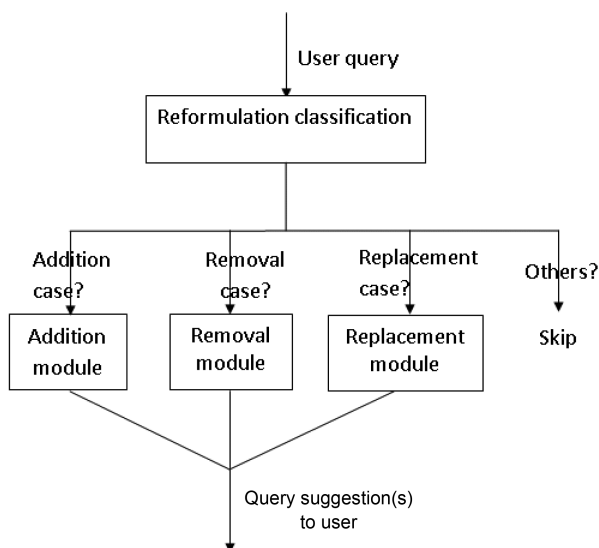 User query
Reformulation classification
Addition
case?
Removal
case?
Replacement
case?
Others?
Addition
module
Removal
module
Replacement
module
Skip
Query suggestion(s)
to user